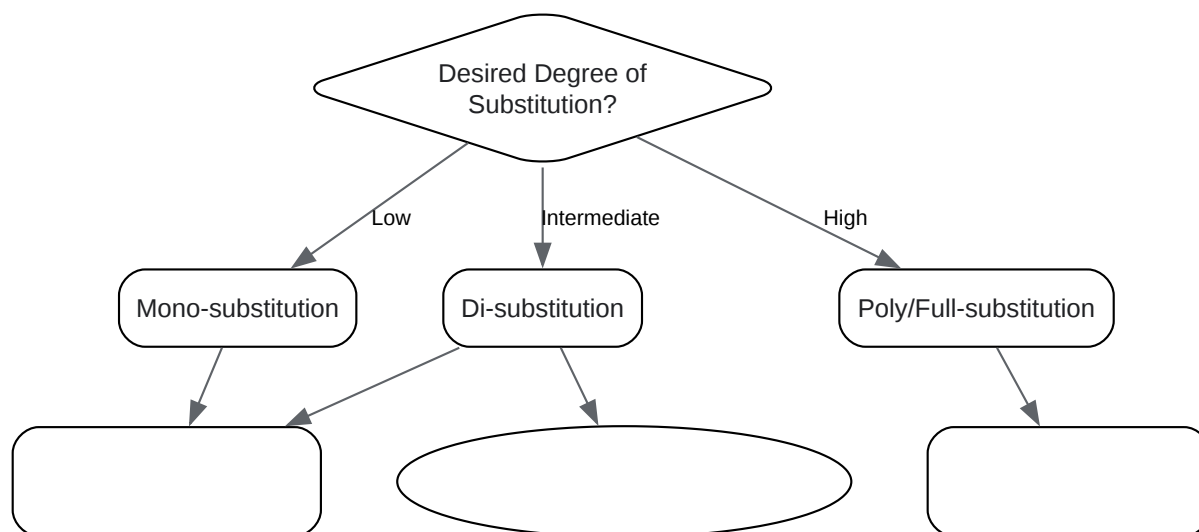 Desired Degree of
Substitution?
Low
Intermediate
High
Mono-substitution
Di-substitution
Poly/Full-substitution